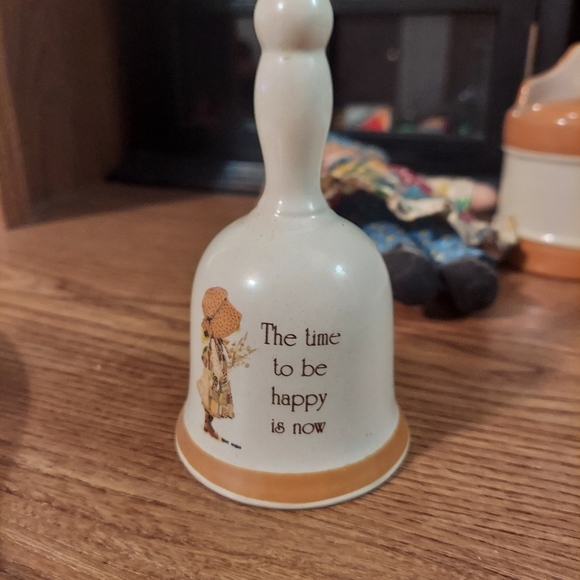 The time
to be
happy
is now